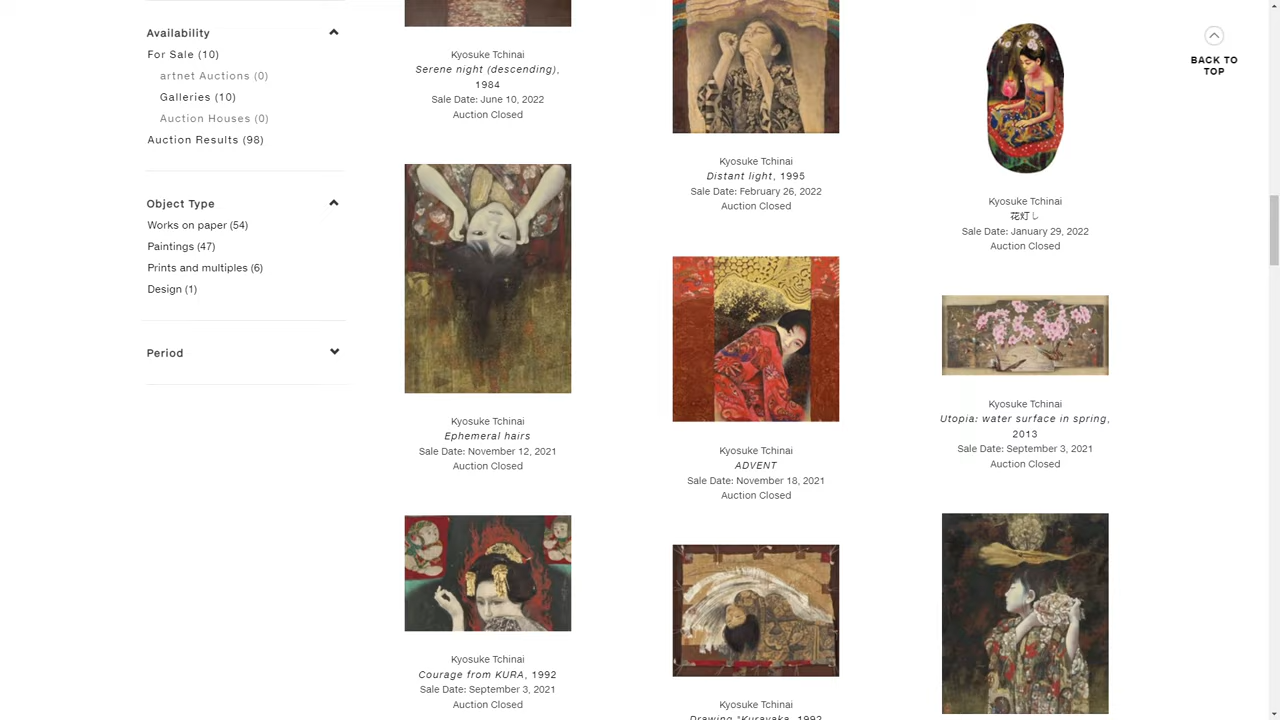 Availability
For Sale (10)
artnet Auctions (0)
Galleries (10)
Auction Houses (0)
Auction Results (98)
Object Type
Works on paper (54)
Paintings (47)
Prints and multiples (6)
Design (1)
Period
Kyosuke Tchinai
Serene night (descending),
1984
Sale Date: June 10, 2022
Auction Closed
Kyosuke Tchinai
Ephemeral hairs
Sale Date: November 12, 2021
Auction Closed
Kyosuke Tchinai
Courage from KURA, 1992
Sale Date: September 3, 2021
Auction Closed
Kyosuke Tchinai
Distant light, 1995
Sale Date: February 26, 2022
Auction Closed
Kyosuke Tchinai
ADVENT
Sale Date: November 18, 2021
Auction Closed
Kyosuke Tchinai
Drawing "Kurayaka, 1992
Kyosuke Tchinai
花灯し
Sale Date: January 29, 2022
Auction Closed
Kyosuke Tchinai
Utopia: water surface in spring,
2013
Sale Date: September 3, 2021
Auction Closed
BACK TO
TOP